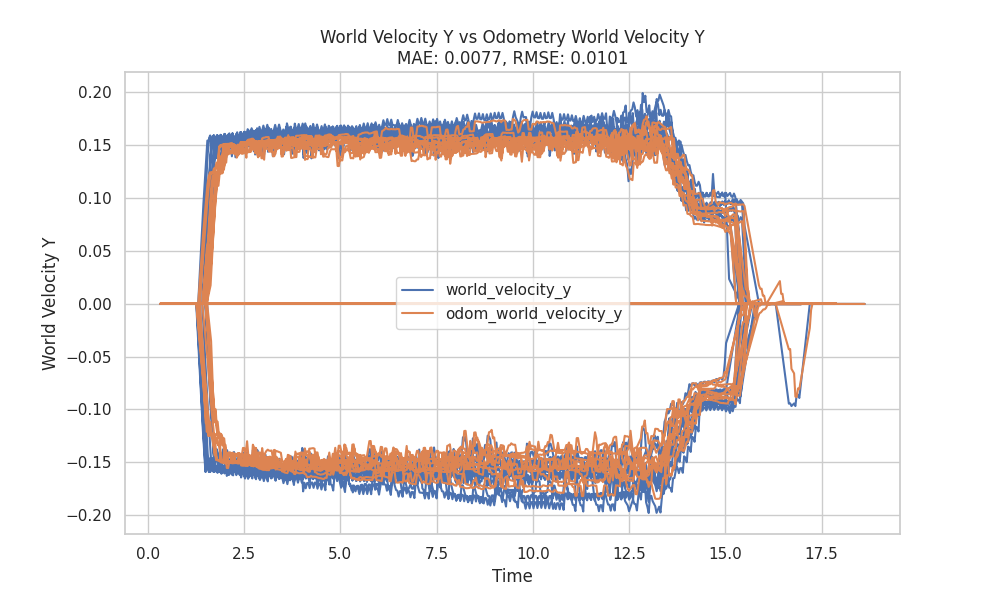 World Velocity Y vs Odometry World Velocity Y
MAE: 0.0077, RMSE: 0.0101
World Velocity Y
0.20
0.15
0.10
0.05
0.00
−0.05
−0.10
−0.15
−0.20
world_velocity_y
odom_world_velocity_y
0.0 2.5 5.0 7.5 10.0 12.5 15.0 17.5
Time